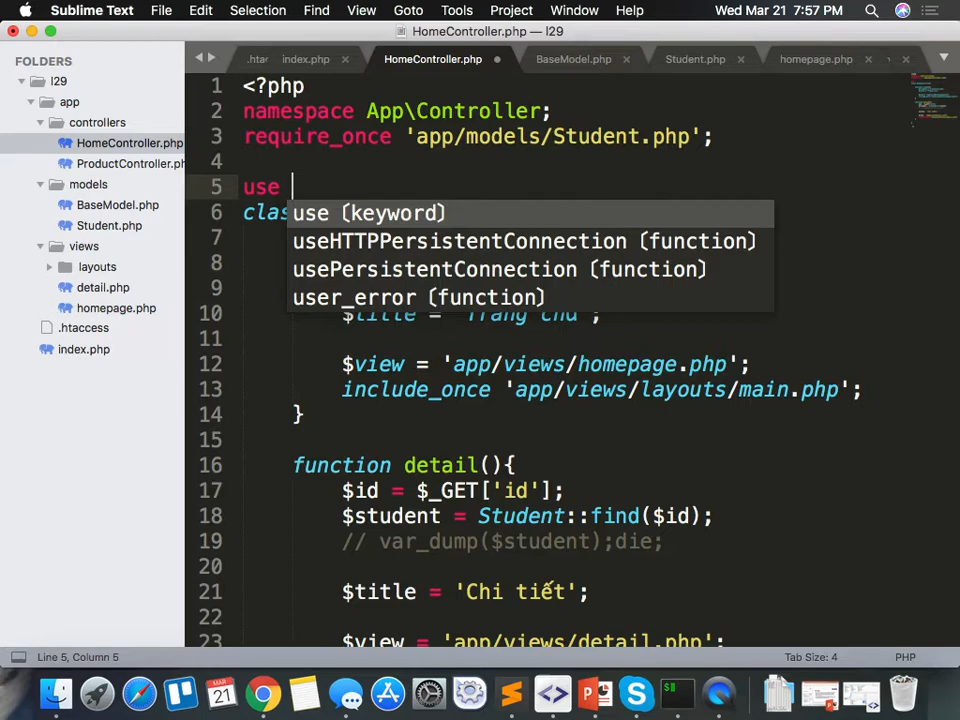 Sublime Text File Edit Selection Find View Goto Tools Project Window Help Wed Mar 21 7:57 PM
HomeController.php — l29
FOLDERS
l29
app
controllers
HomeController.php
ProductController.ph
models
BaseModel.php
Student.php
views
layouts
detail.php
homepage.php
.htaccess
index.php
.htac index.php HomeController.php BaseModel.php Student.php homepage.php
1 <?php
2 namespace App\Controller;
3 require_once 'app/models/Student.php';
4
5 use
6 clas
use (keyword)
useHTTPPersistentConnection (function)
usePersistentConnection (function)
user_error (function)
7
8
9
10 $title =
11
12 $view = 'app/views/homepage.php';
13 include_once 'app/views/layouts/main.php';
14 }
15
16 function detail(){
17 $id = $_GET['id'];
18 $student = Student::find($id);
19 // var_dump($student);die;
20
21 $title = 'Chi tiết';
22
23 $view = 'app/views/detail.php';
Line 5, Column 5 Tab Size: 4 PHP
MAR
21